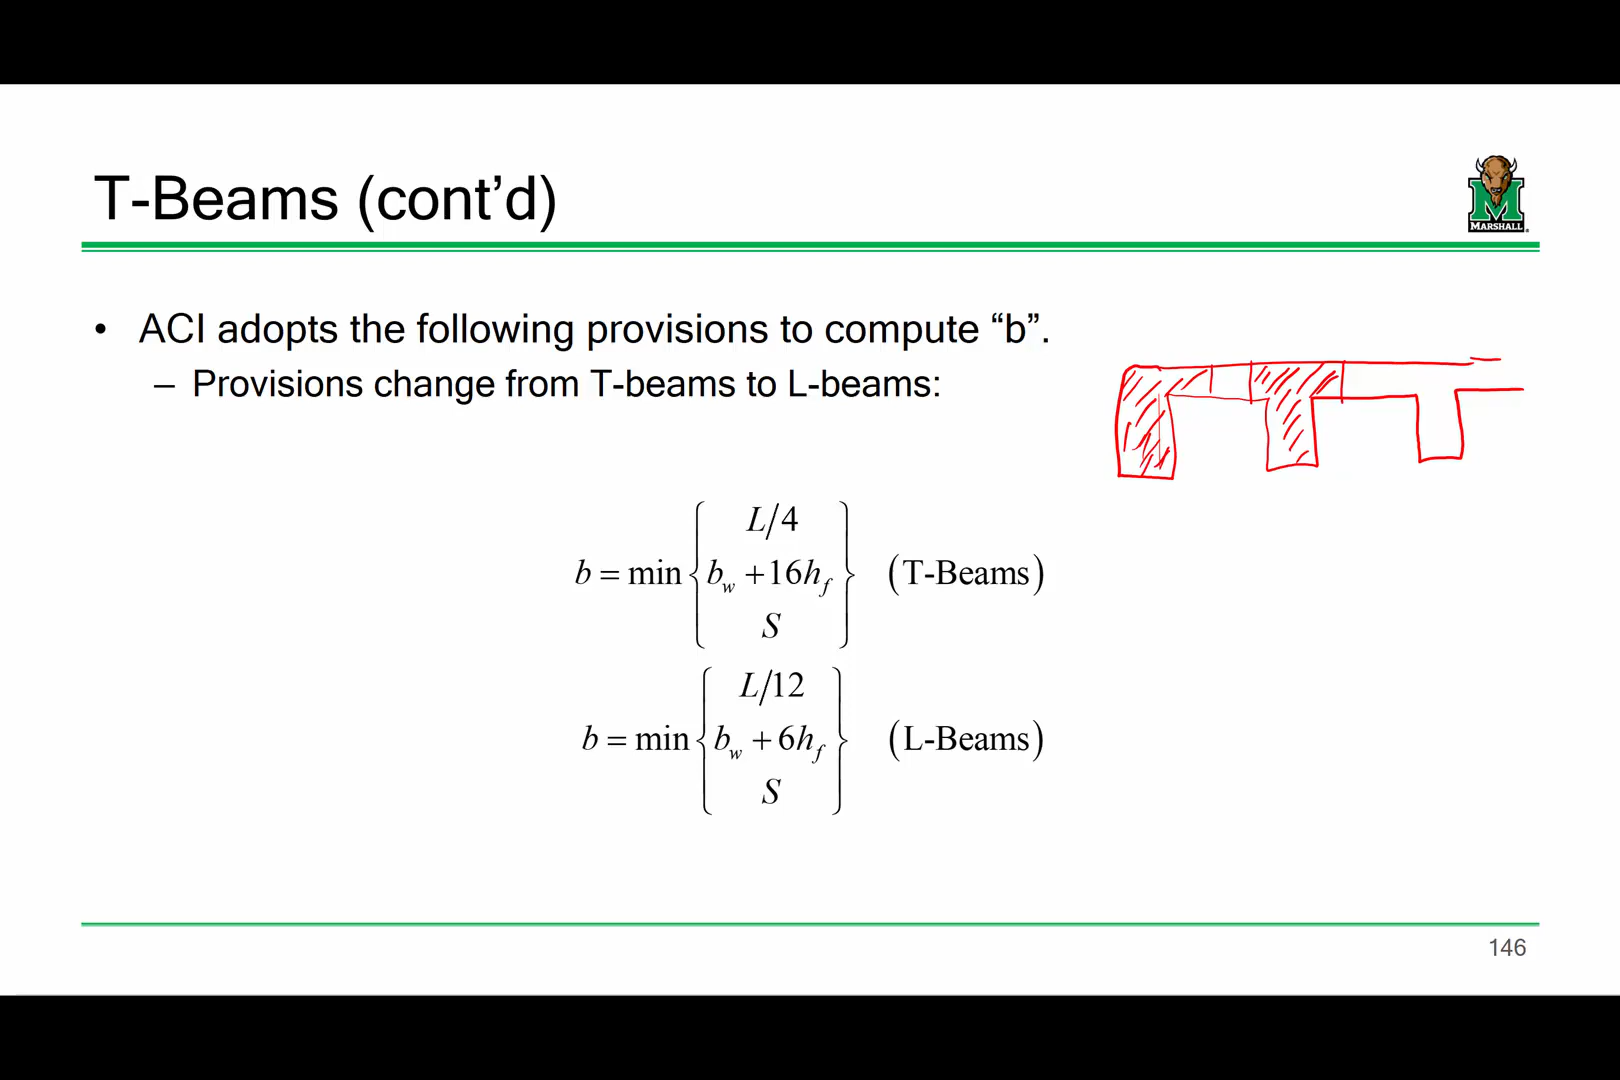 T-Beams (cont’d)
M
MARSHALL®
• ACI adopts the following provisions to compute “b”.
– Provisions change from T-beams to L-beams:
L/4
b = min { b_w + 16h_f } (T-Beams)
S
L/12
b = min { b_w + 6h_f } (L-Beams)
S
146